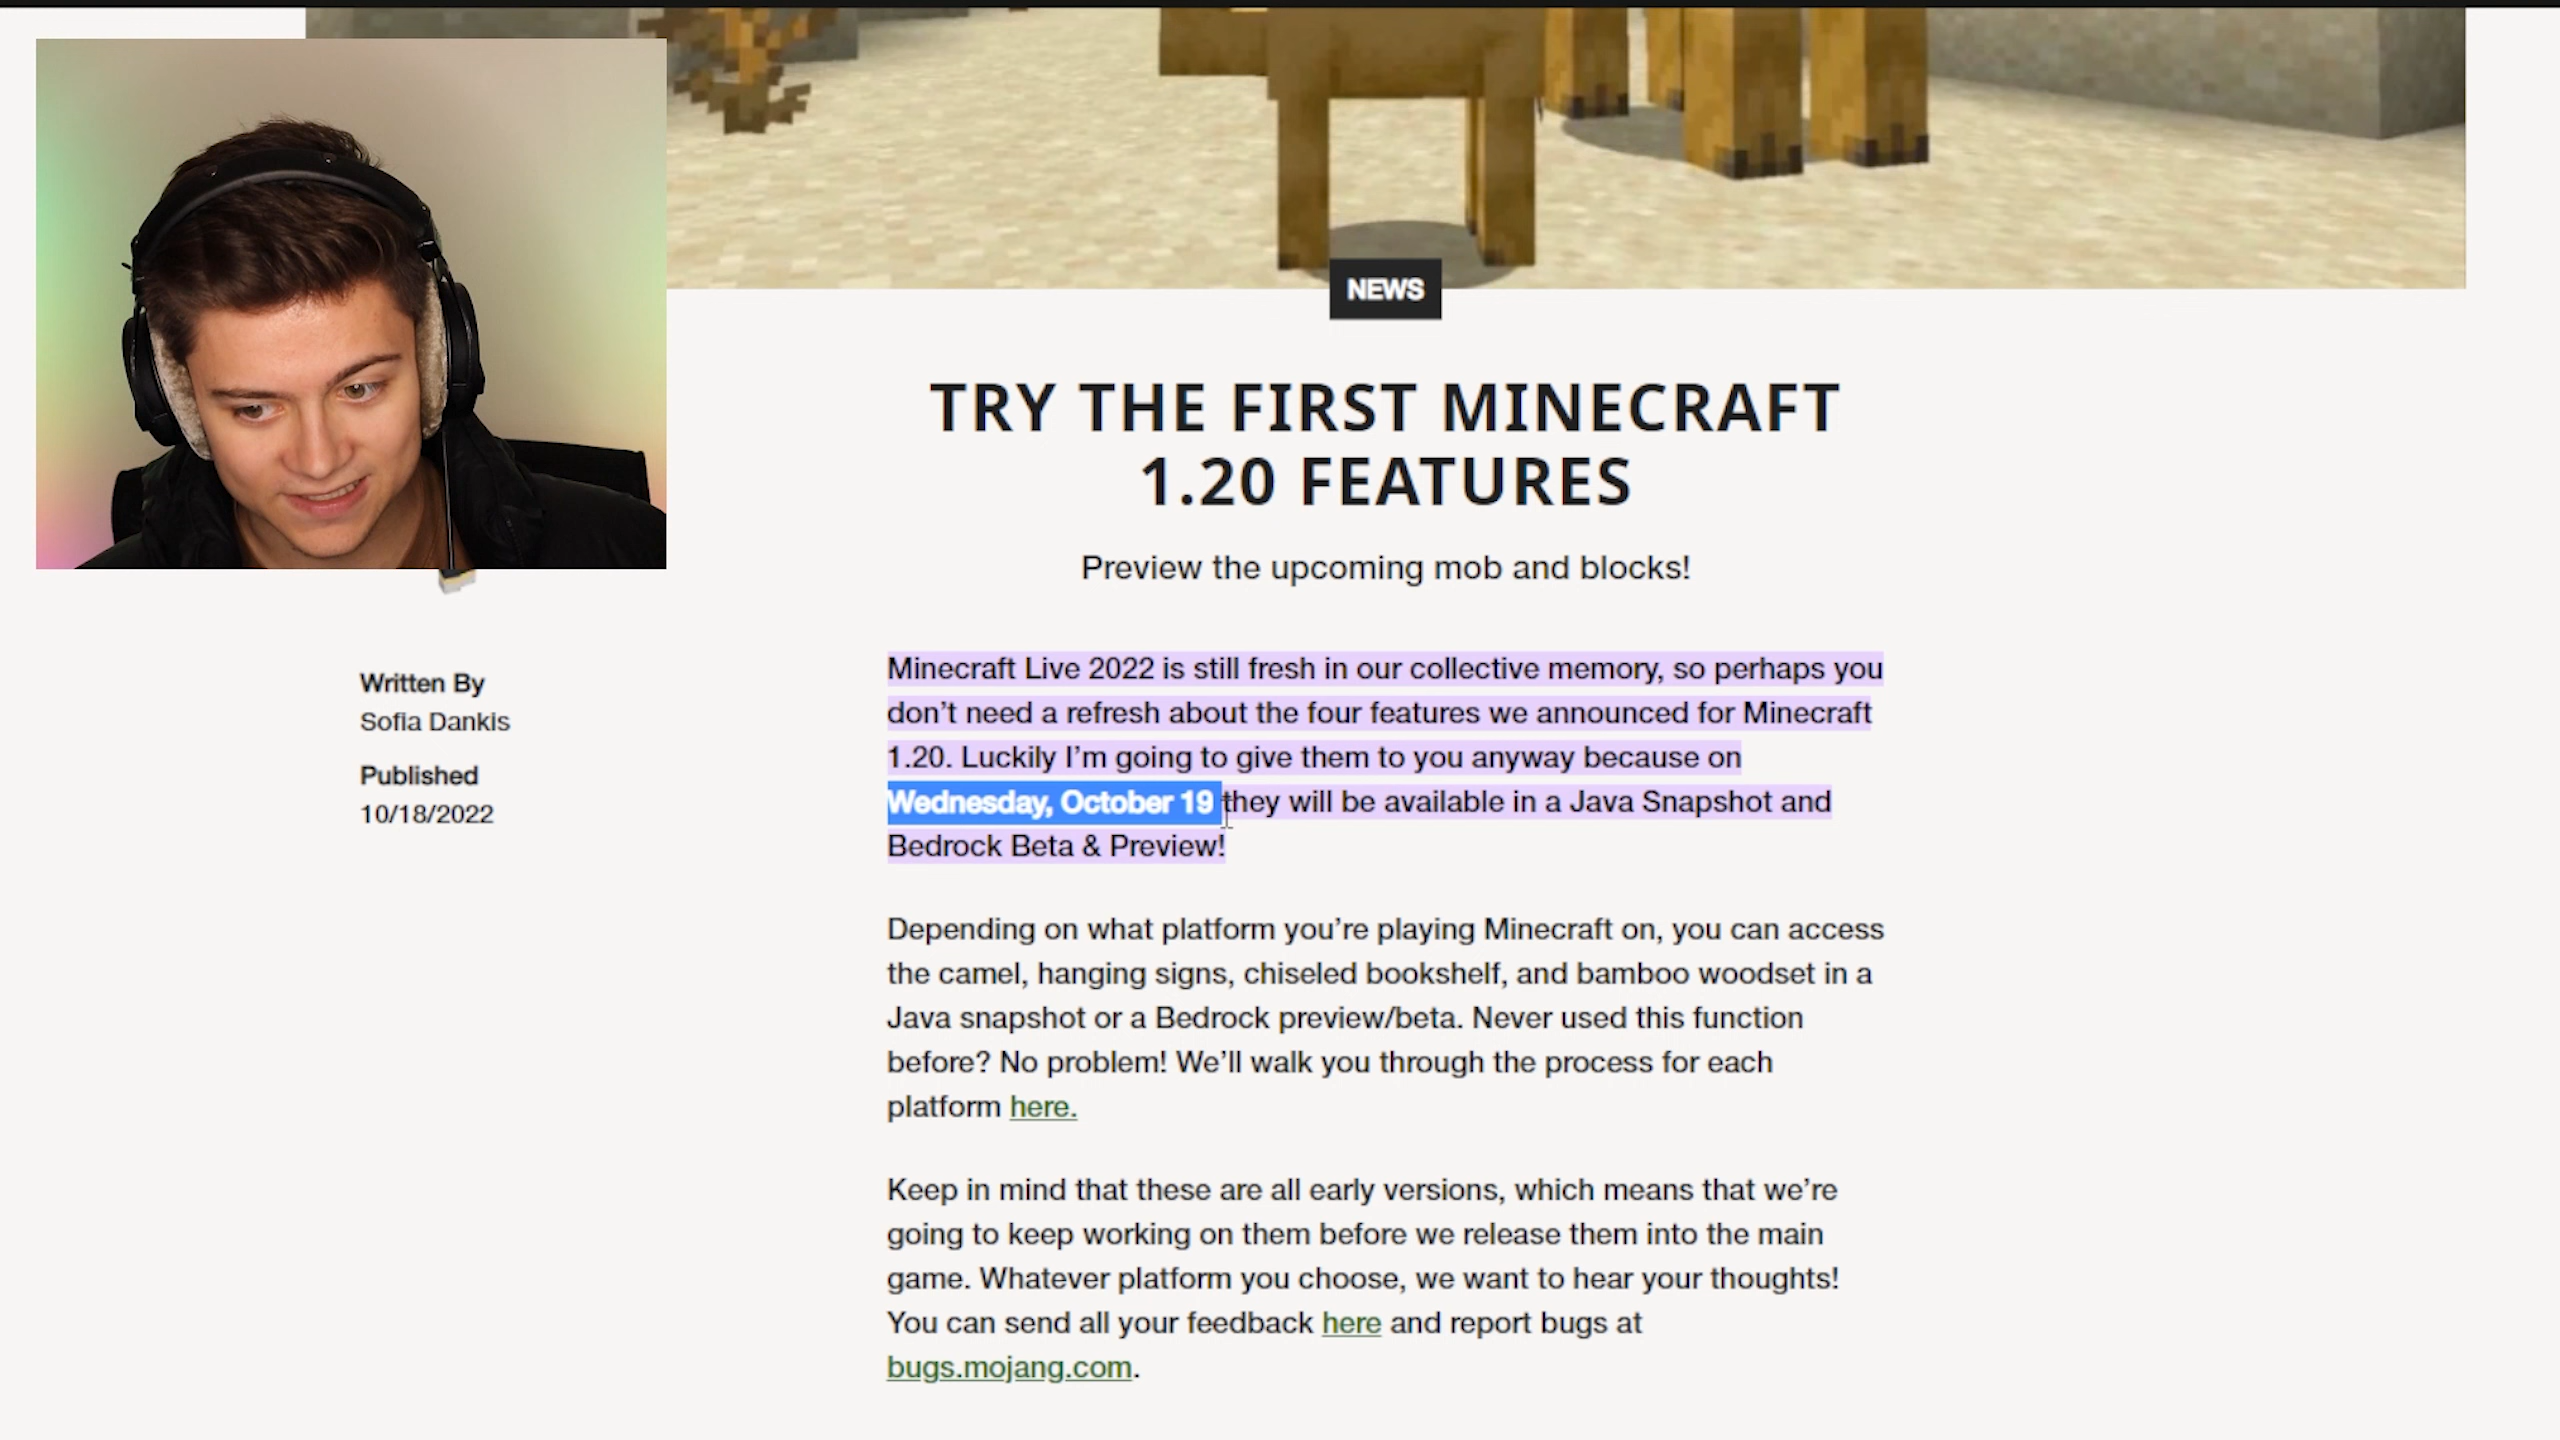 NEWS
TRY THE FIRST MINECRAFT
1.20 FEATURES
Preview the upcoming mob and blocks!
Written By
Sofia Dankis
Published
10/18/2022
Minecraft Live 2022 is still fresh in our collective memory, so perhaps you
don’t need a refresh about the four features we announced for Minecraft
1.20. Luckily I’m going to give them to you anyway because on
Wednesday, October 19 they will be available in a Java Snapshot and
Bedrock Beta & Preview!
Depending on what platform you’re playing Minecraft on, you can access
the camel, hanging signs, chiseled bookshelf, and bamboo woodset in a
Java snapshot or a Bedrock preview/beta. Never used this function
before? No problem! We’ll walk you through the process for each
platform here.
Keep in mind that these are all early versions, which means that we’re
going to keep working on them before we release them into the main
game. Whatever platform you choose, we want to hear your thoughts!
You can send all your feedback here and report bugs at
bugs.mojang.com.